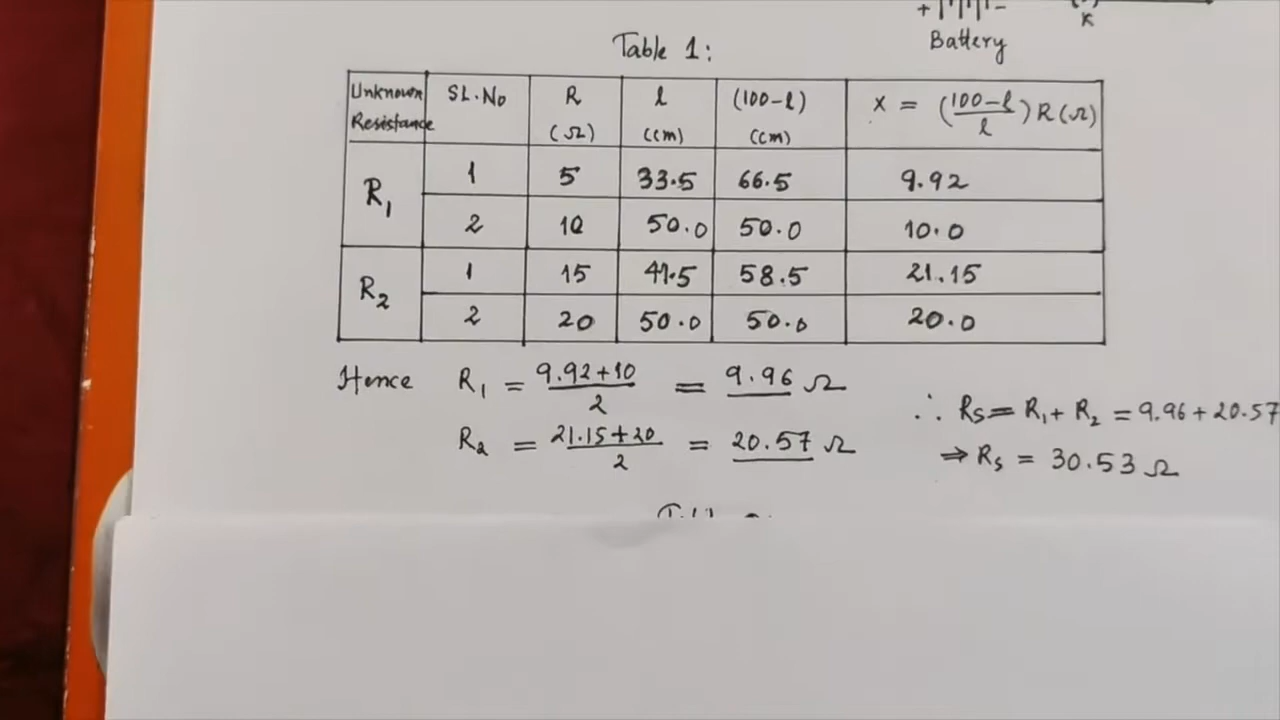 + -
K
Battery
Table 1:
Unknown Resistance SL.No R (Ω) l (cm) (100-l) (cm) X = (100-l / l) R (Ω)
R₁ 1 5 33.5 66.5 9.92
2 10 50.0 50.0 10.0
R₂ 1 15 41.5 58.5 21.15
2 20 50.0 50.0 20.0
Hence R₁ = 9.92+10 / 2 = 9.96 Ω
R₂ = 21.15+20 / 2 = 20.57 Ω
∴ Rs = R₁ + R₂ = 9.96 + 20.57
⇒ Rs = 30.53 Ω